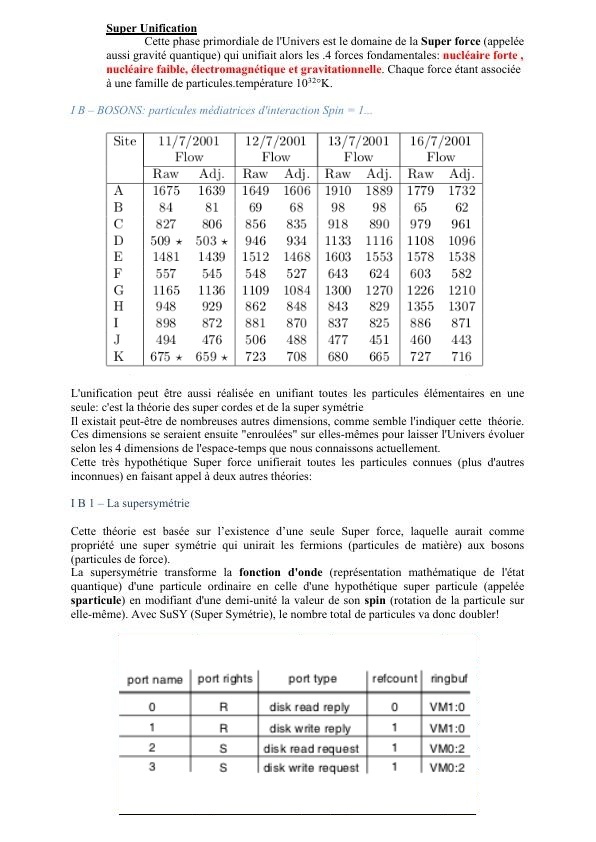 Super Unification
Cette phase primordiale de l'Univers est le domaine de la Super force (appelée
aussi gravité quantique) qui unifiait alors les .4 forces fondamentales: nucléaire forte ,
nucléaire faible, électromagnétique et gravitationnelle. Chaque force étant associée
à une famille de particules.température 10³²°K.
I B – BOSONS: particules médiatrices d'interaction Spin = 1...
Site 11/7/2001 12/7/2001 13/7/2001 16/7/2001
Flow Flow Flow Flow
Raw Adj. Raw Adj. Raw Adj. Raw Adj.
A 1675 1639 1649 1606 1910 1889 1779 1732
B 84 81 69 68 98 98 65 62
C 827 806 856 835 918 890 979 961
D 509 ⋆ 503 ⋆ 946 934 1133 1116 1108 1096
E 1481 1439 1512 1468 1603 1553 1578 1538
F 557 545 548 527 643 624 603 582
G 1165 1136 1109 1084 1300 1270 1226 1210
H 948 929 862 848 843 829 1355 1307
I 898 872 881 870 837 825 886 871
J 494 476 506 488 477 451 460 443
K 675 ⋆ 659 ⋆ 723 708 680 665 727 716
L'unification peut être aussi réalisée en unifiant toutes les particules élémentaires en une
seule: c'est la théorie des super cordes et de la super symétrie
Il existait peut-être de nombreuses autres dimensions, comme semble l'indiquer cette théorie.
Ces dimensions se seraient ensuite "enroulées" sur elles-mêmes pour laisser l'Univers évoluer
selon les 4 dimensions de l'espace-temps que nous connaissons actuellement.
Cette très hypothétique Super force unifierait toutes les particules connues (plus d'autres
inconnues) en faisant appel à deux autres théories:
I B 1 – La supersymétrie
Cette théorie est basée sur l’existence d’une seule Super force, laquelle aurait comme
propriété une super symétrie qui unirait les fermions (particules de matière) aux bosons
(particules de force).
La supersymétrie transforme la fonction d'onde (représentation mathématique de l'état
quantique) d'une particule ordinaire en celle d'une hypothétique super particule (appelée
sparticule) en modifiant d'une demi-unité la valeur de son spin (rotation de la particule sur
elle-même). Avec SuSY (Super Symétrie), le nombre total de particules va donc doubler!
port name port rights port type refcount ringbuf
0 R disk read reply 0 VM1:0
1 R disk write reply 1 VM1:0
2 S disk read request 1 VM0:2
3 S disk write request 1 VM0:2